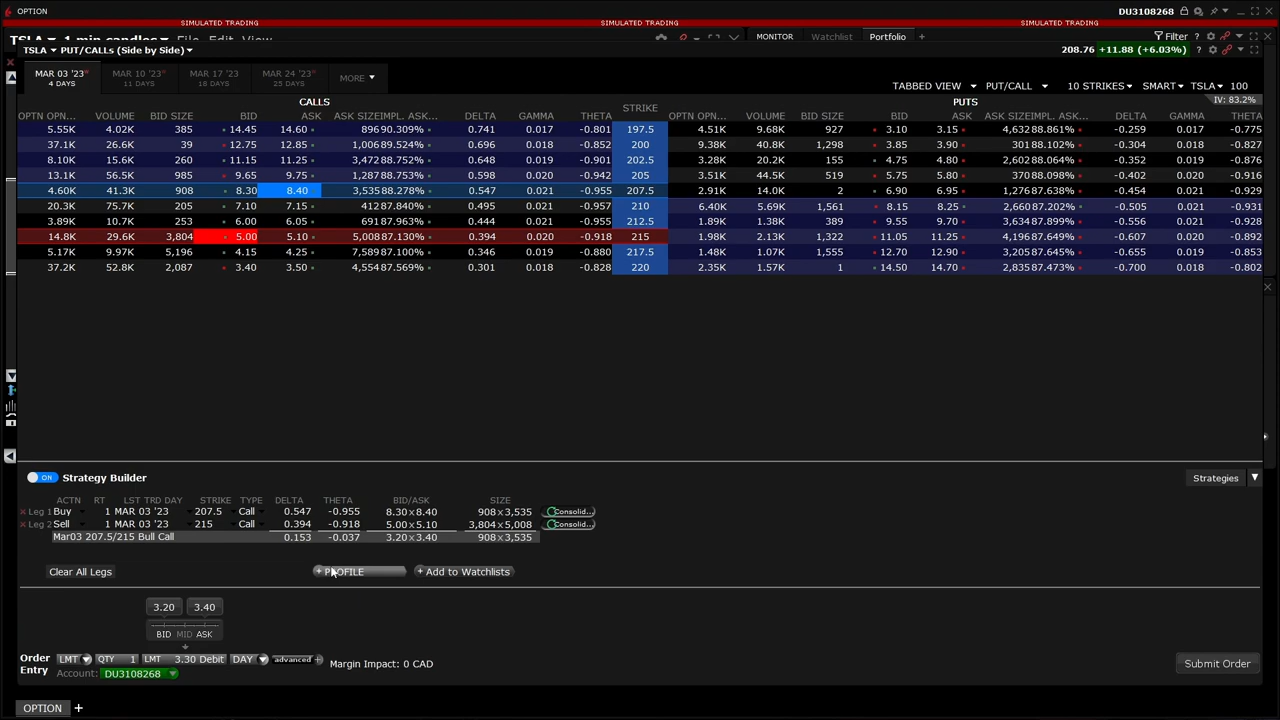 OPTION DU3108268
SIMULATED TRADING SIMULATED TRADING SIMULATED TRADING
TSLA 1 min candles File Edit View MONITOR Watchlist Portfolio + Filter ?
TSLA PUT/CALLs (Side by Side) 208.76 +11.88 (+6.03%) ?
MAR 03 '23 MAR 10 '23 MAR 17 '23 MAR 24 '23 MORE
4 DAYS 11 DAYS 18 DAYS 25 DAYS
TABBED VIEW PUT/CALL 10 STRIKES SMART TSLA 100
CALLS STRIKE PUTS IV: 83.2%
OPTN OPN... VOLUME BID SIZE BID ASK ASK SIZE IMPL. ASK... DELTA GAMMA THETA OPTN OPN... VOLUME BID SIZE BID ASK ASK SIZE IMPL. ASK... DELTA GAMMA THETA
5.55K 4.02K 385 14.45 14.60 896 90.309% 0.741 0.017 -0.801 197.5 4.51K 9.68K 927 3.10 3.15 4,632 88.861% -0.259 0.017 -0.775
37.1K 26.6K 39 12.75 12.85 1,006 89.524% 0.696 0.018 -0.852 200 9.38K 40.8K 1,298 3.85 3.90 301 88.102% -0.304 0.018 -0.827
8.10K 15.6K 260 11.15 11.25 3,472 88.752% 0.648 0.019 -0.901 202.5 3.28K 20.2K 155 4.75 4.80 2,602 88.064% -0.352 0.019 -0.876
13.1K 56.5K 985 9.65 9.75 1,287 88.753% 0.598 0.020 -0.942 205 3.51K 44.5K 519 5.75 5.80 370 88.098% -0.402 0.020 -0.916
4.60K 41.3K 908 8.30 8.40 3,535 88.278% 0.547 0.021 -0.955 207.5 2.91K 14.0K 2 6.90 6.95 1,276 87.638% -0.454 0.021 -0.929
20.3K 75.7K 205 7.10 7.15 412 87.840% 0.495 0.021 -0.957 210 6.40K 5.69K 1,561 8.15 8.25 2,660 87.202% -0.505 0.021 -0.931
3.89K 10.7K 253 6.00 6.05 691 87.963% 0.444 0.021 -0.955 212.5 1.89K 1.38K 389 9.55 9.70 3,634 87.899% -0.556 0.021 -0.928
14.8K 29.6K 3,804 5.00 5.10 5,008 87.130% 0.394 0.020 -0.918 215 1.98K 2.13K 1,322 11.05 11.25 4,196 87.649% -0.607 0.020 -0.892
5.17K 9.97K 5,196 4.15 4.25 7,589 87.100% 0.346 0.019 -0.880 217.5 1.48K 1.07K 1,555 12.70 12.90 3,205 87.645% -0.655 0.019 -0.853
37.2K 52.8K 2,087 3.40 3.50 4,554 87.569% 0.301 0.018 -0.828 220 2.35K 1.57K 1 14.50 14.70 2,835 87.473% -0.700 0.018 -0.802
ON Strategy Builder Strategies
ACTN RT LST TRD DAY STRIKE TYPE DELTA THETA BID/ASK SIZE
Leg 1 Buy 1 MAR 03 '23 207.5 Call 0.547 -0.955 8.30 x 8.40 908 x 3,535 Consolid...
Leg 2 Sell 1 MAR 03 '23 215 Call 0.394 -0.918 5.00 x 5.10 3,804 x 5,008 Consolid...
Mar03 207.5/215 Bull Call 0.153 -0.037 3.20 x 3.40 908 x 3,535
Clear All Legs + PROFILE + Add to Watchlists
3.20 3.40
BID MID ASK
Order Entry LMT QTY 1 LMT 3.30 Debit DAY advanced + Margin Impact: 0 CAD Submit Order
Account: DU3108268
OPTION +